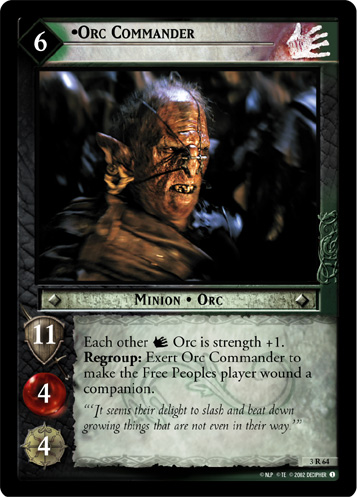 6
•Orc Commander
Minion • Orc
11
Each other Orc is strength +1.
Regroup: Exert Orc Commander to
make the Free Peoples player wound a
companion.
4
“‘It seems their delight to slash and beat down
growing things that are not even in their way.’”
4
3 R 64
© NLP ©TE © 2002 DECIPHER